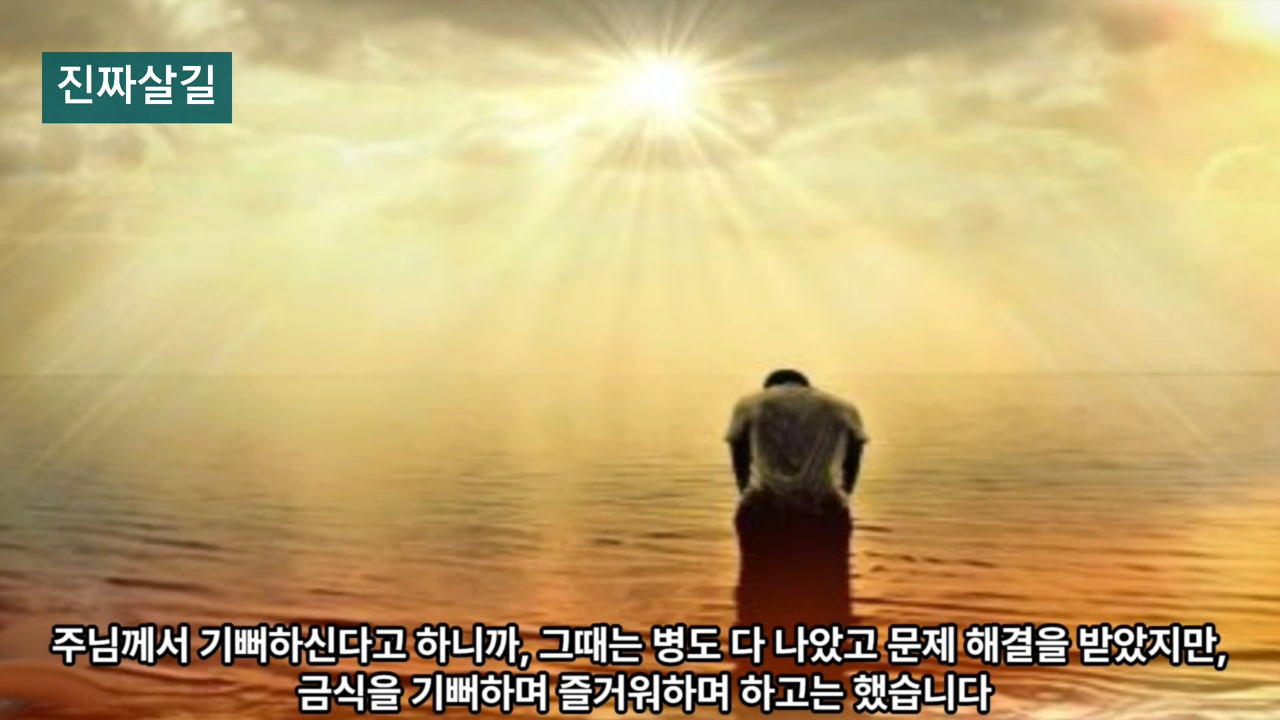 진짜살길
주님께서 기뻐하신다고 하니까, 그때는 병도 다 나았고 문제 해결을 받았지만,
금식을 기뻐하며 즐거워하며 하고는 했습니다